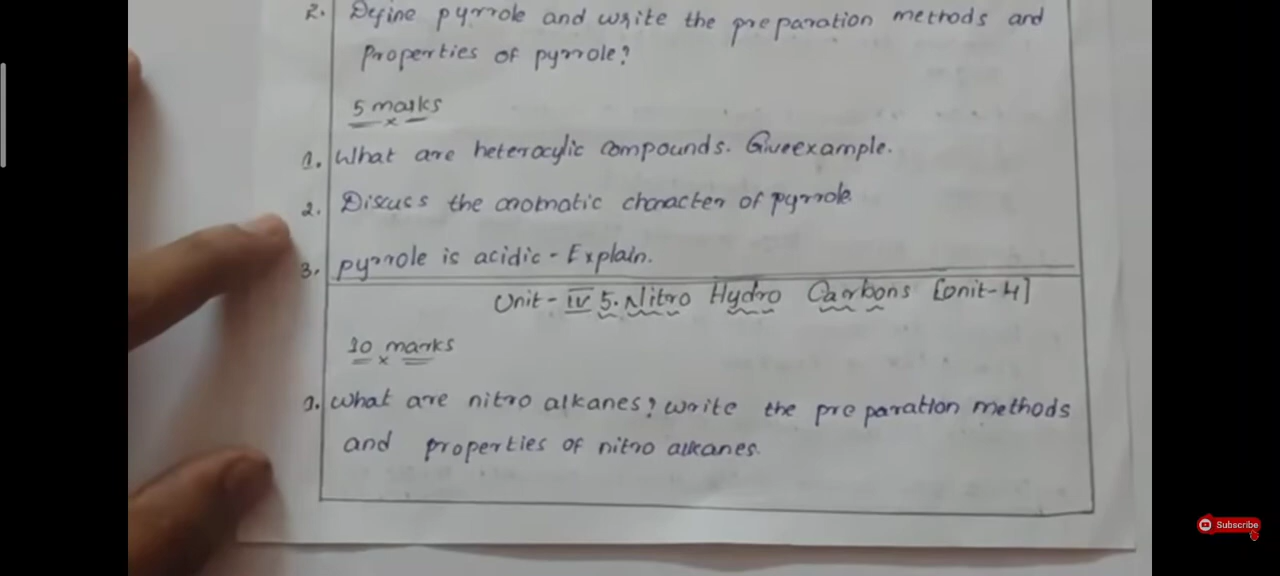 2. Define pyrrole and write the preparation methods and
Properties of pyrrole?
5 marks
1. What are heterocylic compounds. Give example.
2. Discuss the aromatic character of pyrrole
3. pyrrole is acidic - Explain.
Unit - IV 5. Nitro Hydro Carbons [Unit-4]
10 marks
1. What are nitro alkanes? Write the preparation methods
and properties of nitro alkanes.
Subscribe